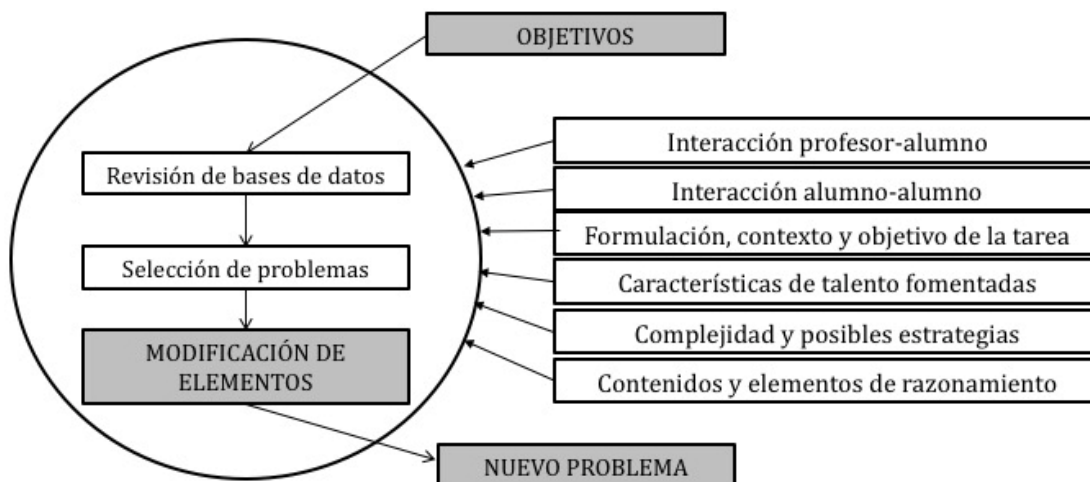 OBJETIVOS
Interacción profesor-alumno
Revisión de bases de datos
Interacción alumno-alumno
Formulación, contexto y objetivo de la tarea
Selección de problemas
Características de talento fomentadas
Complejidad y posibles estrategias
MODIFICACIÓN DE
ELEMENTOS
Contenidos y elementos de razonamiento
NUEVO PROBLEMA